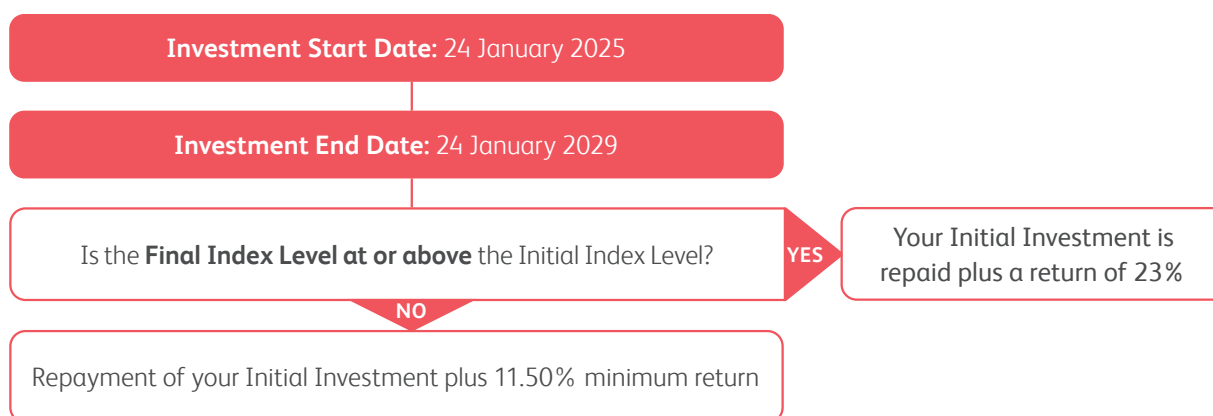 Investment Start Date: 24 January 2025
Investment End Date: 24 January 2029
Is the Final Index Level at or above the Initial Index Level?
YES
Your Initial Investment is
repaid plus a return of 23%
NO
Repayment of your Initial Investment plus 11.50% minimum return